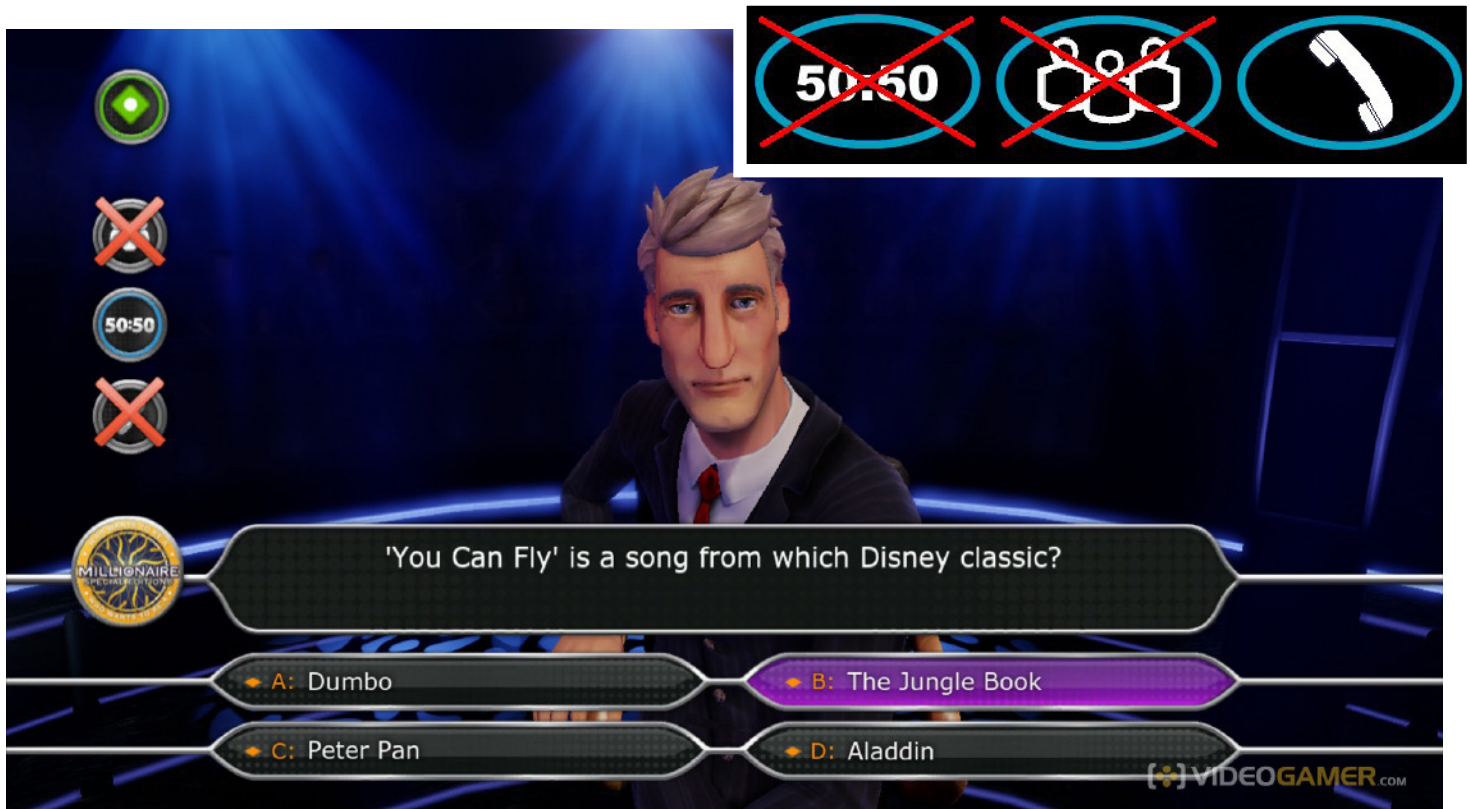 50:50
50:50
MILLIONAIRE
SPECIAL EDITIONS
'You Can Fly' is a song from which Disney classic?
A: Dumbo
B: The Jungle Book
C: Peter Pan
D: Aladdin
VIDEOGAMER.COM